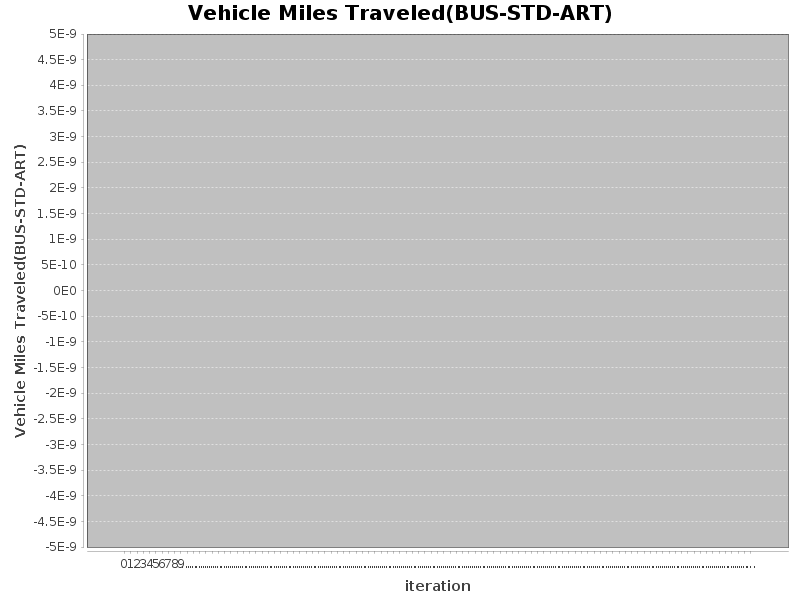 Vehicle Miles Traveled(BUS-STD-ART)
Vehicle Miles Traveled(BUS-STD-ART)
5E-9
4.5E-9
4E-9
3.5E-9
3E-9
2.5E-9
2E-9
1.5E-9
1E-9
5E-10
0E0
-5E-10
-1E-9
-1.5E-9
-2E-9
-2.5E-9
-3E-9
-3.5E-9
-4E-9
-4.5E-9
-5E-9
0123456789
iteration